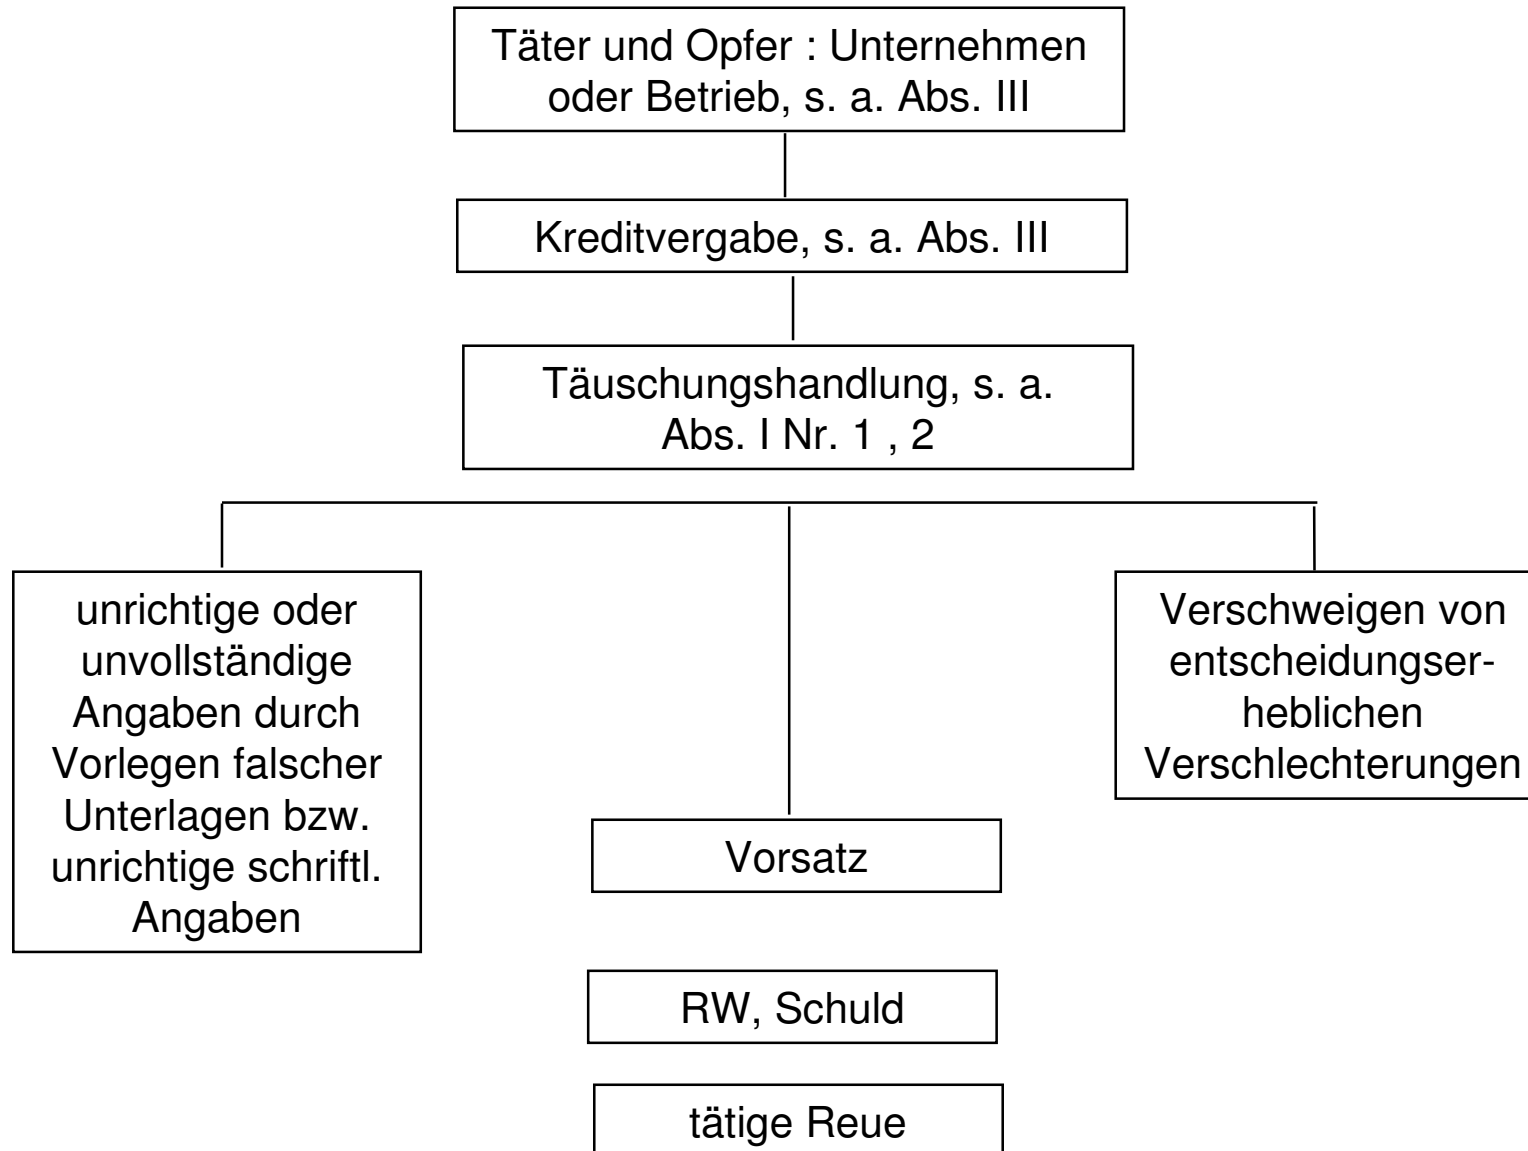 Täter und Opfer : Unternehmen
oder Betrieb, s. a. Abs. III
Kreditvergabe, s. a. Abs. III
Täuschungshandlung, s. a.
Abs. I Nr. 1 , 2
unrichtige oder
unvollständige
Angaben durch
Vorlegen falscher
Unterlagen bzw.
unrichtige schriftl.
Angaben
Verschweigen von
entscheidungser-
heblichen
Verschlechterungen
Vorsatz
RW, Schuld
tätige Reue